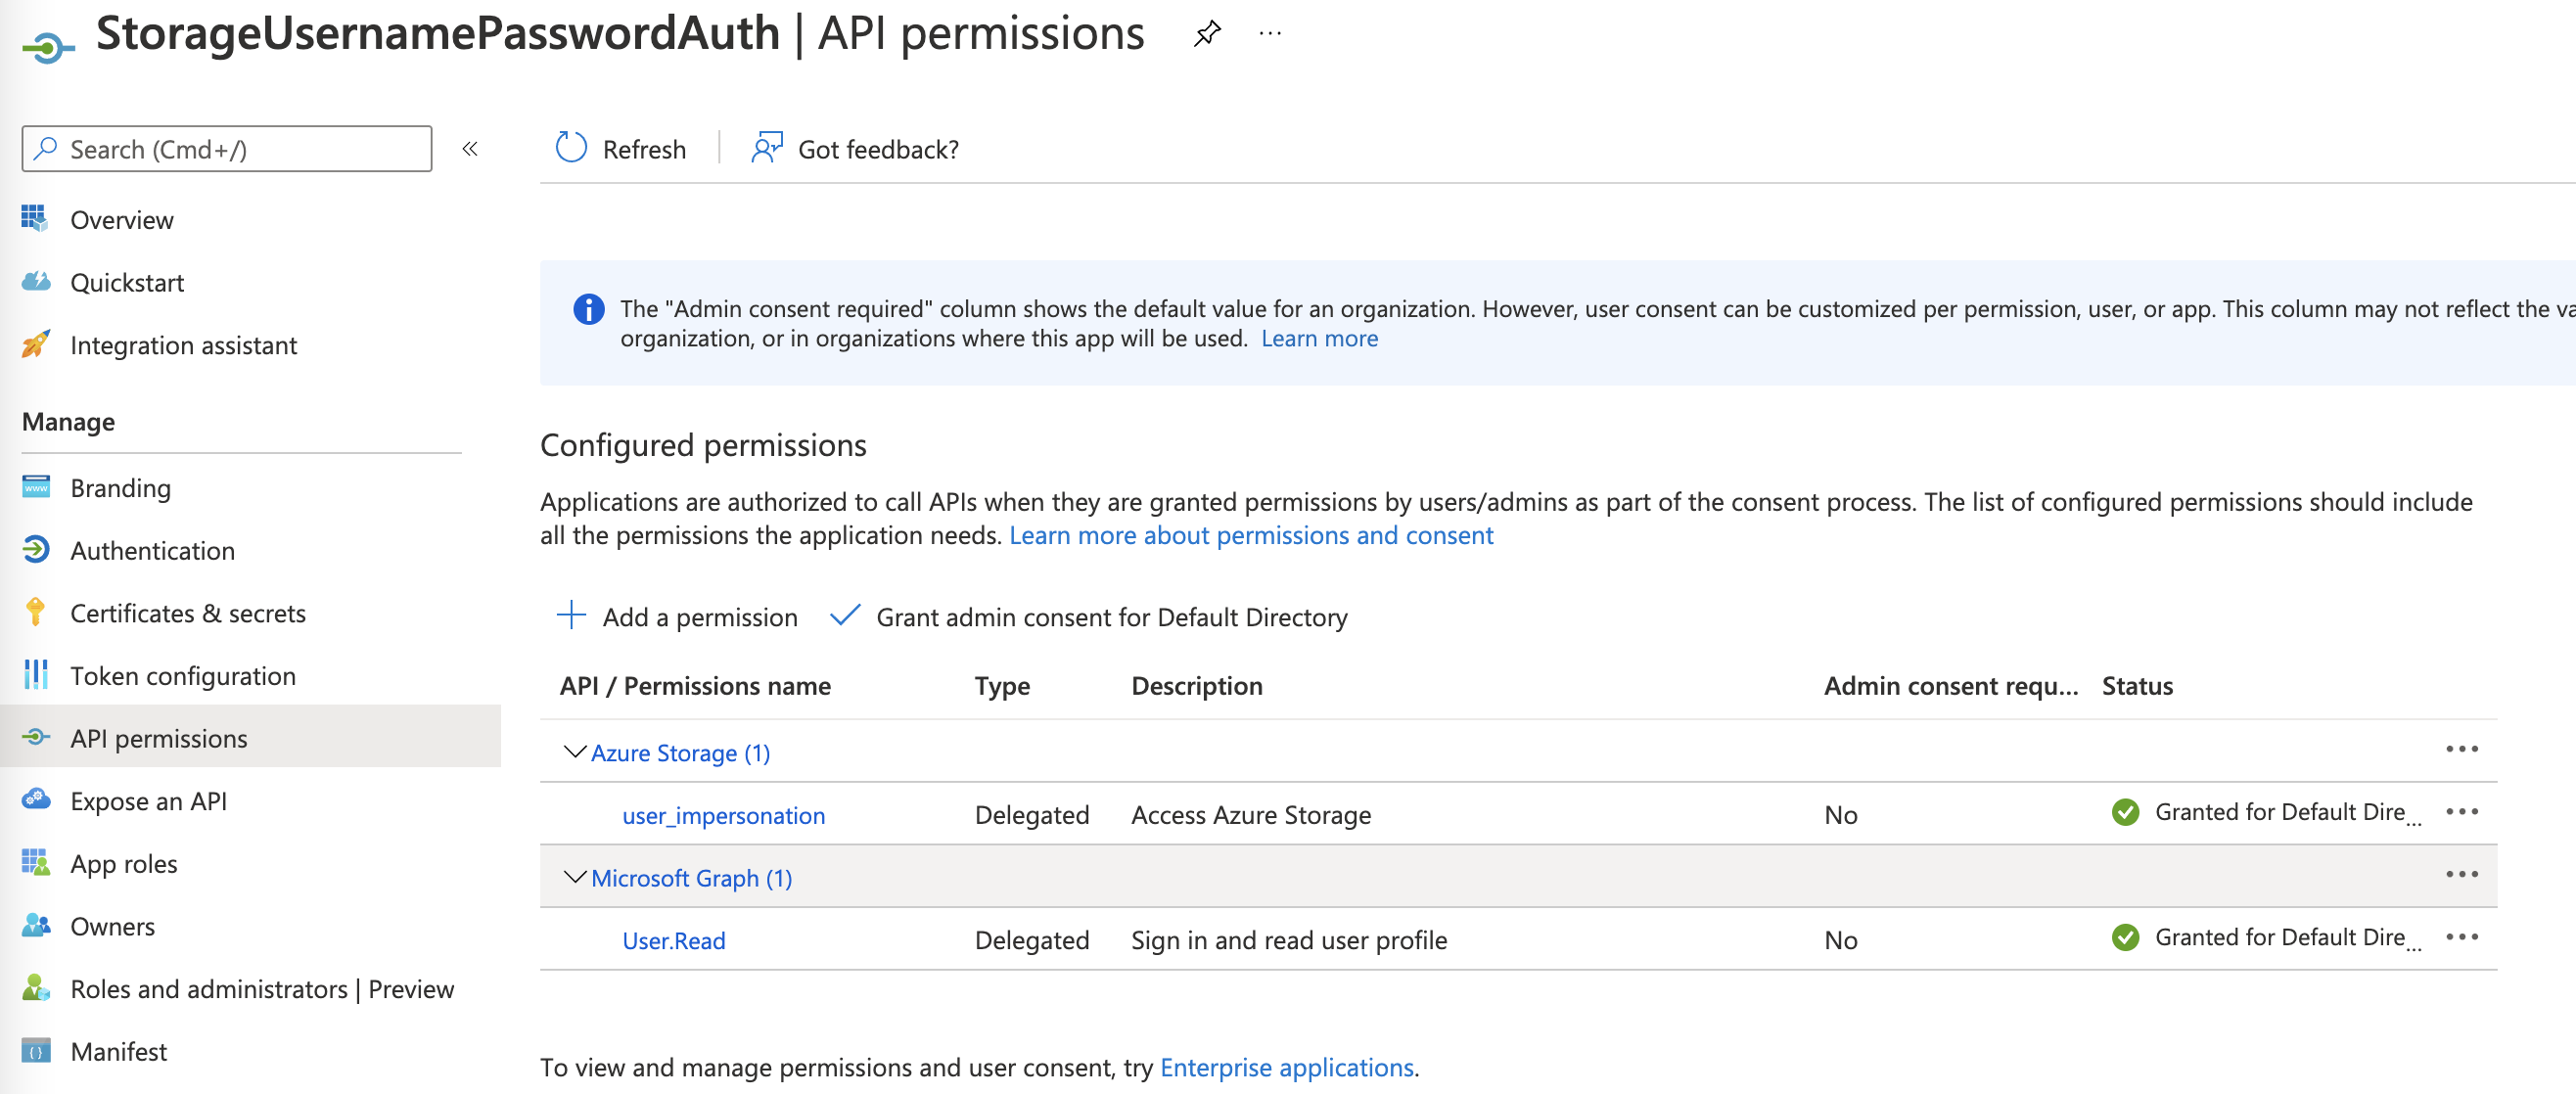 StorageUsernamePasswordAuth | API permissions
Search (Cmd+/)
«
Refresh
Got feedback?
Overview
Quickstart
Integration assistant
The "Admin consent required" column shows the default value for an organization. However, user consent can be customized per permission, user, or app. This column may not reflect the va
organization, or in organizations where this app will be used. Learn more
Manage
Branding
Authentication
Certificates & secrets
Token configuration
API permissions
Expose an API
App roles
Owners
Roles and administrators | Preview
Manifest
Configured permissions
Applications are authorized to call APIs when they are granted permissions by users/admins as part of the consent process. The list of configured permissions should include
all the permissions the application needs. Learn more about permissions and consent
Add a permission
Grant admin consent for Default Directory
API / Permissions name Type Description Admin consent requ... Status
Azure Storage (1)
user_impersonation Delegated Access Azure Storage No Granted for Default Dire...
Microsoft Graph (1)
User.Read Delegated Sign in and read user profile No Granted for Default Dire...
To view and manage permissions and user consent, try Enterprise applications.